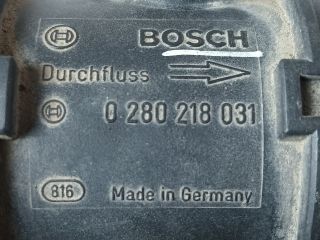 BOSCH
Durchfluss
0 280 218 031
816 Made in Germany